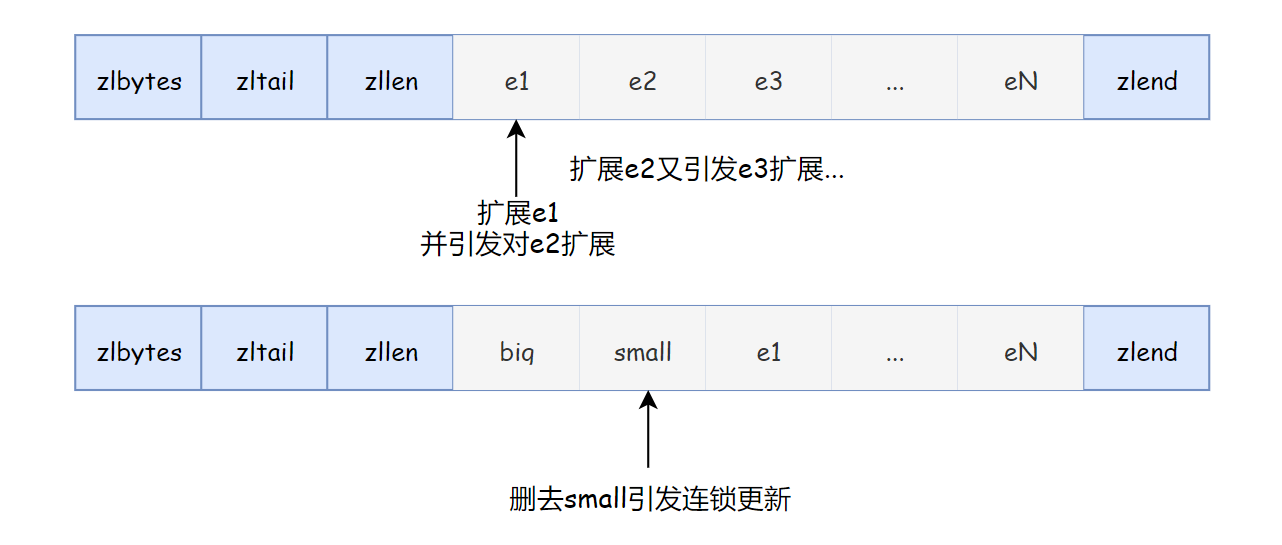 zlbytes zltail zllen e1 e2 e3 ... eN zlend
扩展e2又引发e3扩展...
扩展e1
并引发对e2扩展
zlbytes zltail zllen big small e1 ... eN zlend
删去small引发连锁更新